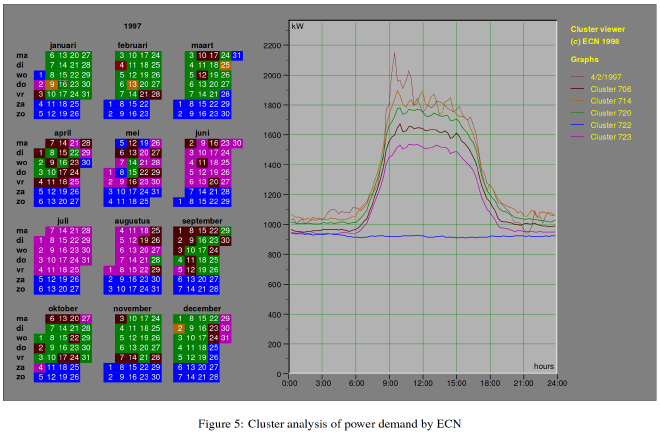 1997
januari februari maart
ma 6 13 20 27 3 10 17 24 3 10 17 24 31
di 7 14 21 28 4 11 18 25 4 11 18 25
wo 1 8 15 22 29 5 12 19 26 5 12 19 26
do 2 9 16 23 30 6 13 20 27 6 13 20 27
vr 3 10 17 24 31 7 14 21 28 7 14 21 28
za 4 11 18 25 1 8 15 22 1 8 15 22 29
zo 5 12 19 26 2 9 16 23 2 9 16 23 30
april mei juni
ma 7 14 21 28 5 12 19 26 2 9 16 23 30
di 1 8 15 22 29 6 13 20 27 3 10 17 24
wo 2 9 16 23 30 7 14 21 28 4 11 18 25
do 3 10 17 24 1 8 15 22 29 5 12 19 26
vr 4 11 18 25 2 9 16 23 30 6 13 20 27
za 5 12 19 26 3 10 17 24 31 7 14 21 28
zo 6 13 20 27 4 11 18 25 1 8 15 22 29
juli augustus september
ma 7 14 21 28 4 11 18 25 1 8 15 22 29
di 1 8 15 22 29 5 12 19 26 2 9 16 23 30
wo 2 9 16 23 30 6 13 20 27 3 10 17 24
do 3 10 17 24 31 7 14 21 28 4 11 18 25
vr 4 11 18 25 1 8 15 22 29 5 12 19 26
za 5 12 19 26 2 9 16 23 30 6 13 20 27
zo 6 13 20 27 3 10 17 24 31 7 14 21 28
oktober november december
ma 6 13 20 27 3 10 17 24 1 8 15 22 29
di 7 14 21 28 4 11 18 25 2 9 16 23 30
wo 1 8 15 22 29 5 12 19 26 3 10 17 24 31
do 2 9 16 23 30 6 13 20 27 4 11 18 25
vr 3 10 17 24 31 7 14 21 28 5 12 19 26
za 4 11 18 25 1 8 15 22 29 6 13 20 27
zo 5 12 19 26 2 9 16 23 30 7 14 21 28
kW
2200
2000
1800
1600
1400
1200
1000
800
600
400
200
0
hours
0:00 3:00 6:00 9:00 12:00 15:00 18:00 21:00 24:00
Cluster viewer
(c) ECN 1998
Graphs
4/2/1997
Cluster 706
Cluster 714
Cluster 720
Cluster 722
Cluster 723
Figure 5: Cluster analysis of power demand by ECN